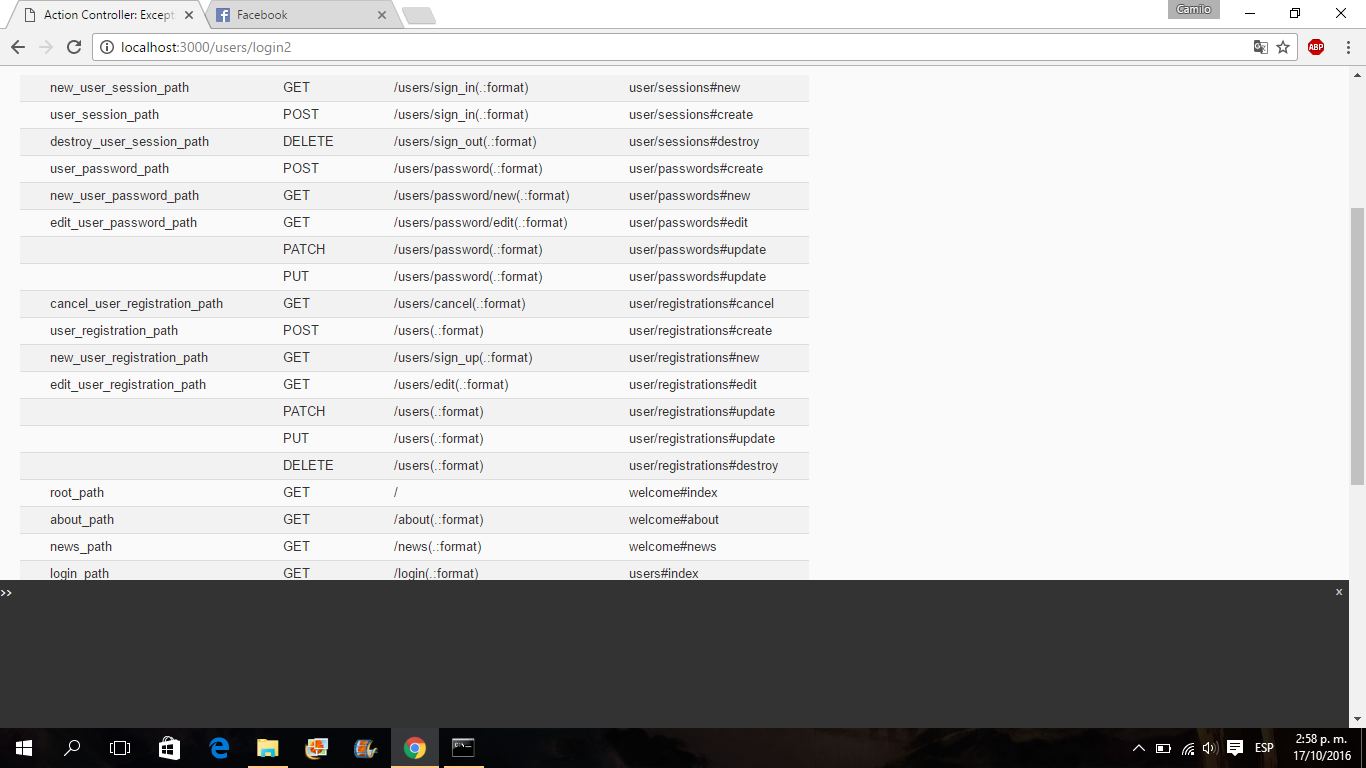 Action Controller: Except
Facebook
Camilo
localhost:3000/users/login2
ABP
new_user_session_path GET /users/sign_in(.:format) user/sessions#new
user_session_path POST /users/sign_in(.:format) user/sessions#create
destroy_user_session_path DELETE /users/sign_out(.:format) user/sessions#destroy
user_password_path POST /users/password(.:format) user/passwords#create
new_user_password_path GET /users/password/new(.:format) user/passwords#new
edit_user_password_path GET /users/password/edit(.:format) user/passwords#edit
PATCH /users/password(.:format) user/passwords#update
PUT /users/password(.:format) user/passwords#update
cancel_user_registration_path GET /users/cancel(.:format) user/registrations#cancel
user_registration_path POST /users(.:format) user/registrations#create
new_user_registration_path GET /users/sign_up(.:format) user/registrations#new
edit_user_registration_path GET /users/edit(.:format) user/registrations#edit
PATCH /users(.:format) user/registrations#update
PUT /users(.:format) user/registrations#update
DELETE /users(.:format) user/registrations#destroy
root_path GET / welcome#index
about_path GET /about(.:format) welcome#about
news_path GET /news(.:format) welcome#news
login_path GET /login(.:format) users#index
>> x
ESP
2:58 p. m.
17/10/2016